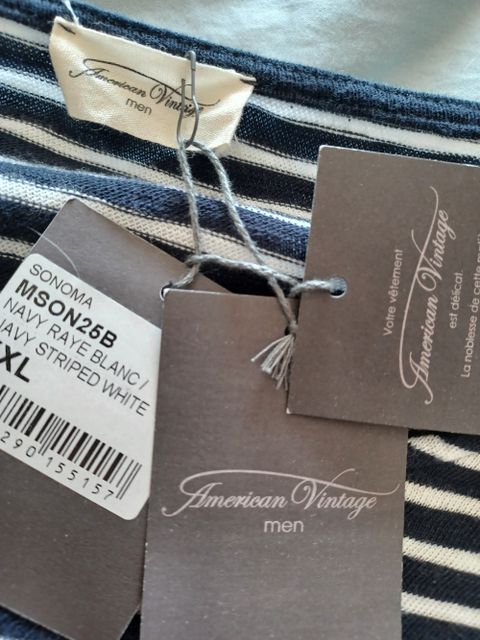 American Vintage
men
SONOMA
MSON25B
NAVY RAYE BLANC /
NAVY STRIPED WHITE
XL
290 155157
American Vintage
men
Votre vêtement
American Vintage
est délicat.
La noblesse de cette